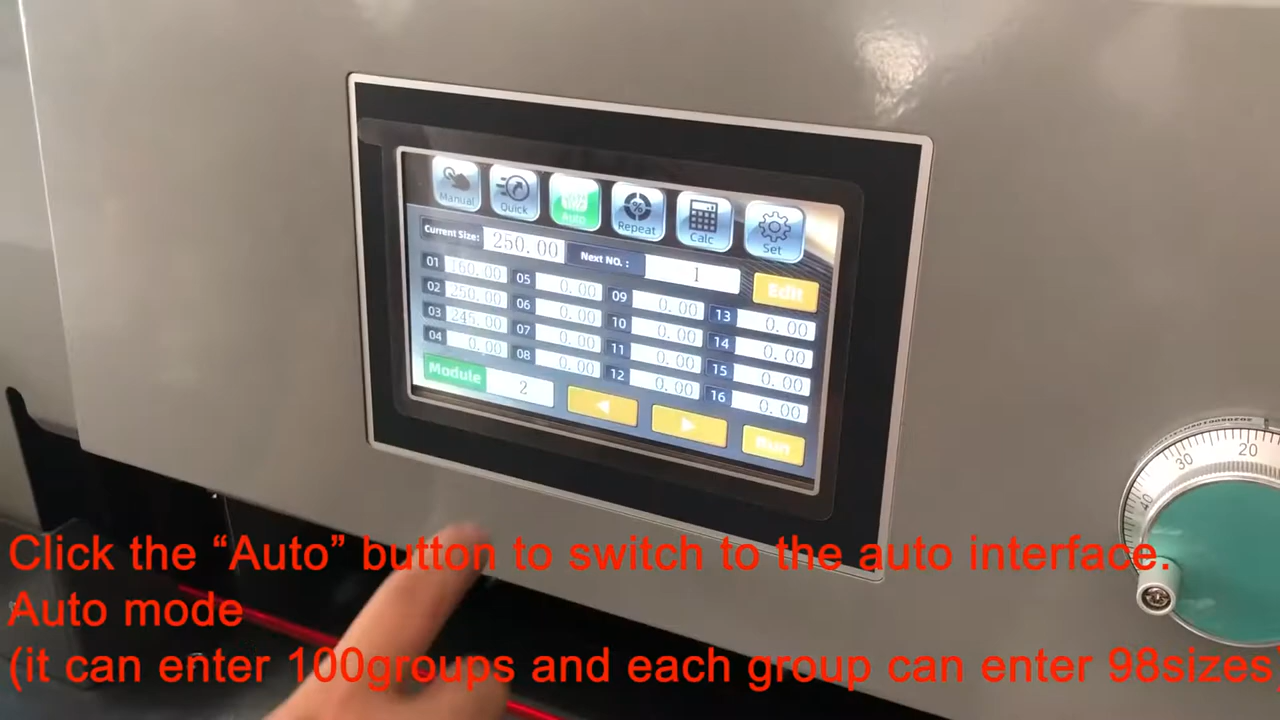 Manual Quick Auto Repeat Calc Set
Current Size: 250.00 Next NO. : 1 Edit
01 160.00 05 0.00 09 0.00 13 0.00
02 250.00 06 0.00 10 0.00 14 0.00
03 245.00 07 0.00 11 0.00 15 0.00
04 0.00 08 0.00 12 0.00 16 0.00
Module 2 Run
20
30
40
Click the “Auto” button to switch to the auto interface.
Auto mode
(it can enter 100groups and each group can enter 98sizes)